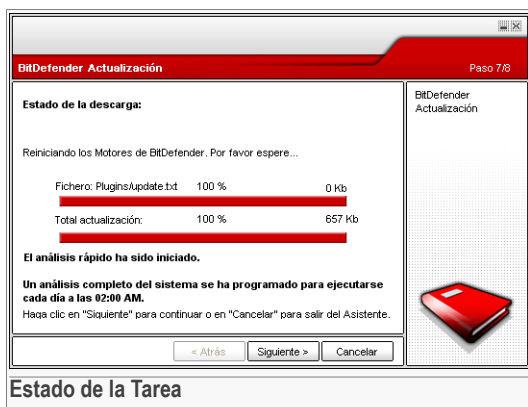 BitDefender Actualización
Paso 7/8
Estado de la descarga:
Reiniciando los Motores de BitDefender. Por favor espere...
Fichero: Plugins/update.txt 100 % 0 Kb
Total actualización: 100 % 657 Kb
El análisis rápido ha sido iniciado.
Un análisis completo del sistema se ha programado para ejecutarse
cada día a las 02:00 AM.
Haga clic en "Siguiente" para continuar o en "Cancelar" para salir del Asistente.
BitDefender
Actualización
< Atrás
Siguiente >
Cancelar
Estado de la Tarea